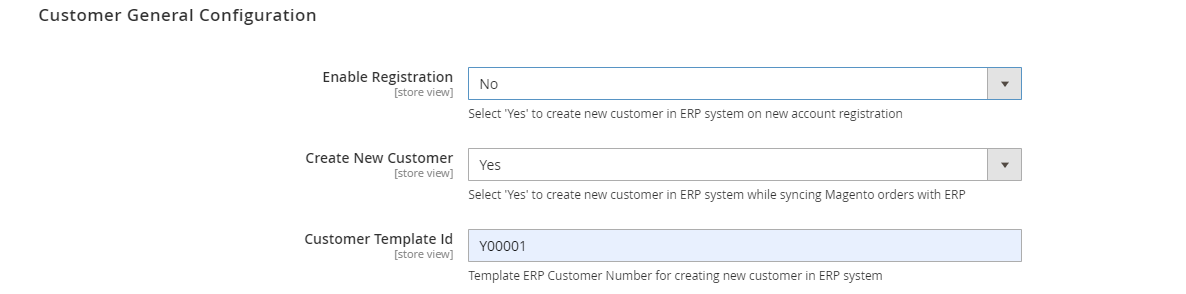 Customer General Configuration
Enable Registration
[store view]
No
Select 'Yes' to create new customer in ERP system on new account registration
Create New Customer
[store view]
Yes
Select 'Yes' to create new customer in ERP system while syncing Magento orders with ERP
Customer Template Id
[store view]
Y00001
Template ERP Customer Number for creating new customer in ERP system